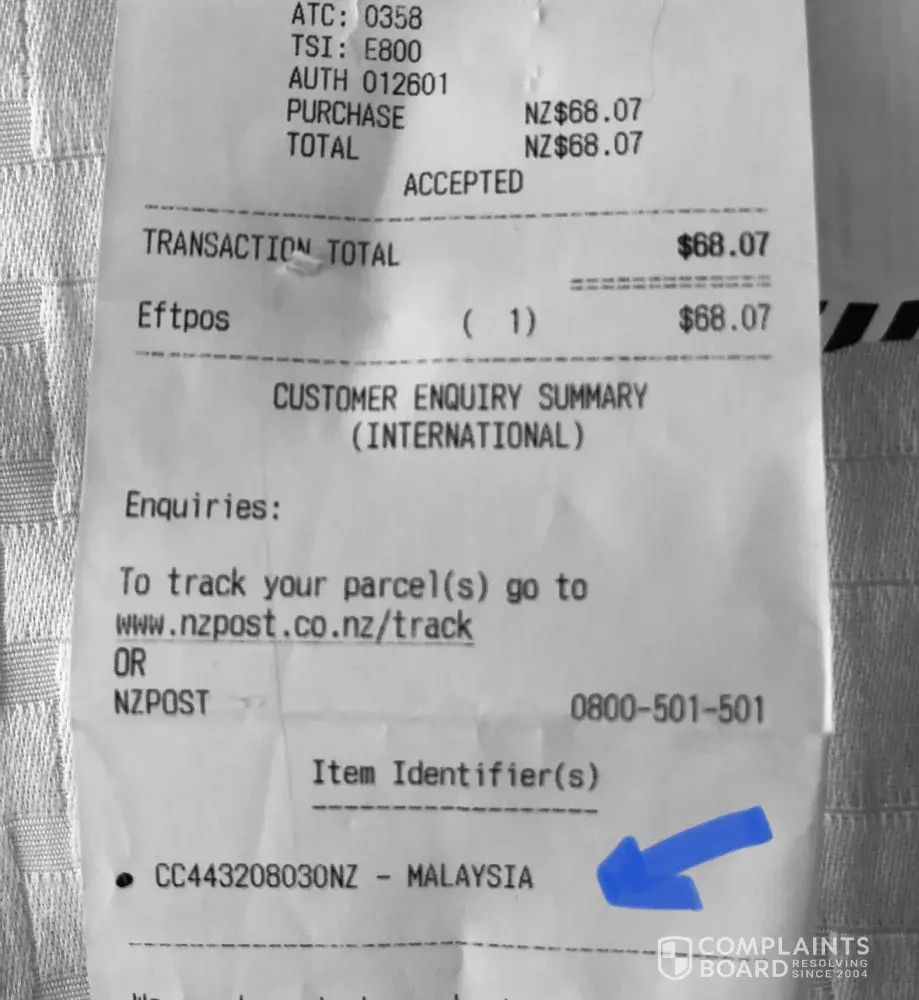 ATC: 0358
TSI: E800
AUTH 012601
PURCHASE NZ$68.07
TOTAL NZ$68.07
ACCEPTED
TRANSACTION TOTAL $68.07
Eftpos ( 1) $68.07
CUSTOMER ENQUIRY SUMMARY
(INTERNATIONAL)
Enquiries:
To track your parcel(s) go to
www.nzpost.co.nz/track
OR
NZPOST 0800-501-501
Item Identifier(s)
CC443208030NZ - MALAYSIA
COMPLAINTS
BOARD RESOLVING
SINCE 2004